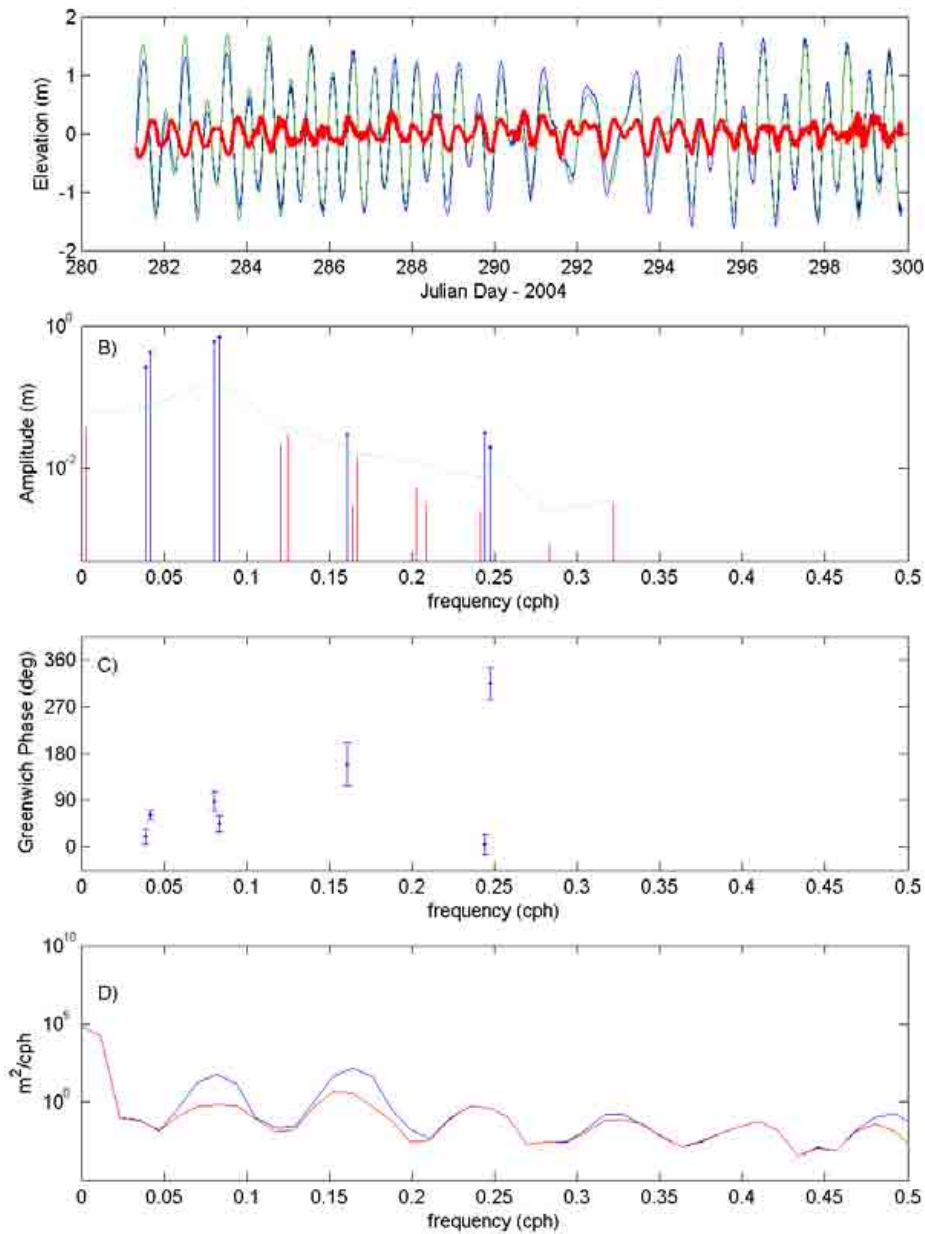 2
1
0
-1
-2
Elevation (m)
280 282 284 286 288 290 292 294 296 298 300
Julian Day - 2004
B)
10^0
10^-2
Amplitude (m)
0 0.05 0.1 0.15 0.2 0.25 0.3 0.35 0.4 0.45 0.5
frequency (cph)
C)
360
270
180
90
0
Greenwich Phase (deg)
0 0.05 0.1 0.15 0.2 0.25 0.3 0.35 0.4 0.45 0.5
frequency (cph)
D)
10^10
10^5
10^0
m^2/cph
0 0.05 0.1 0.15 0.2 0.25 0.3 0.35 0.4 0.45 0.5
frequency (cph)